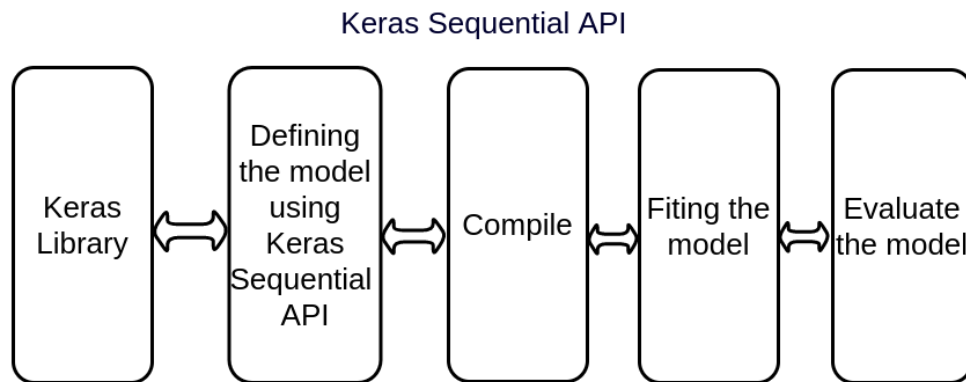 Keras Sequential API
Keras
Library
Defining
the model
using
Keras
Sequential
API
Compile
Fiting the
model
Evaluate
the model